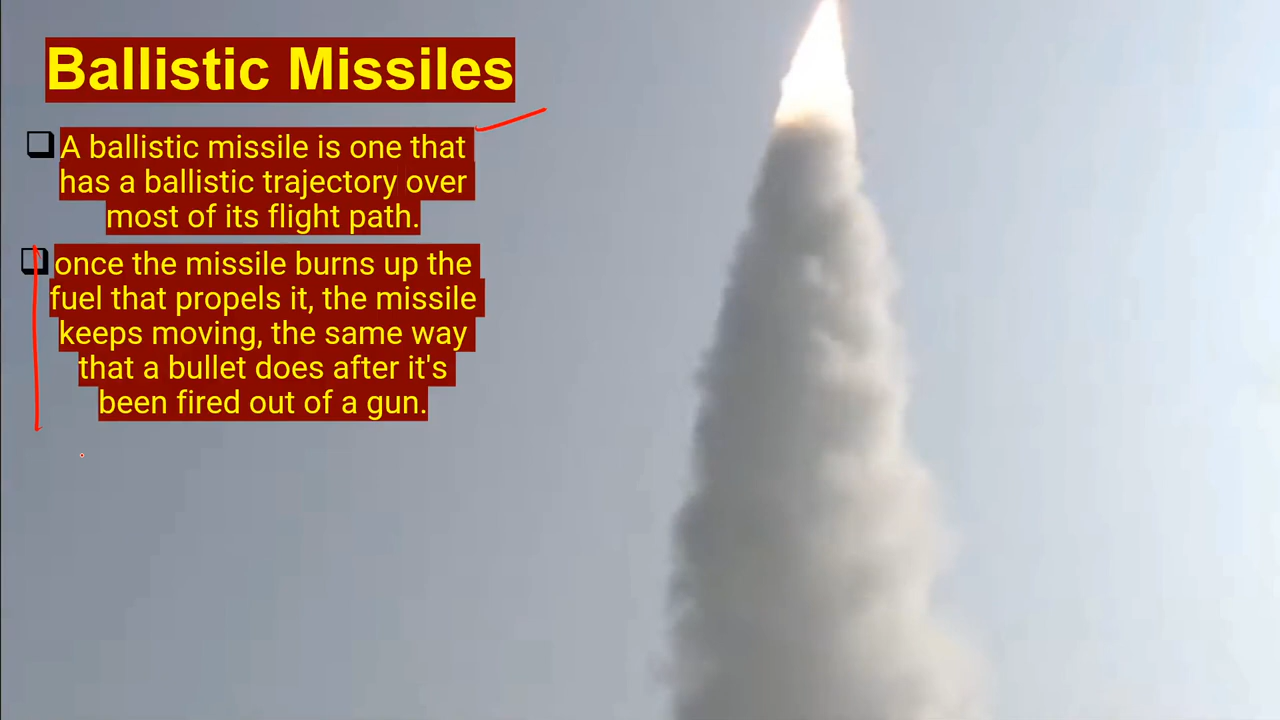 Ballistic Missiles
A ballistic missile is one that
has a ballistic trajectory over
most of its flight path.
once the missile burns up the
fuel that propels it, the missile
keeps moving, the same way
that a bullet does after it's
been fired out of a gun.